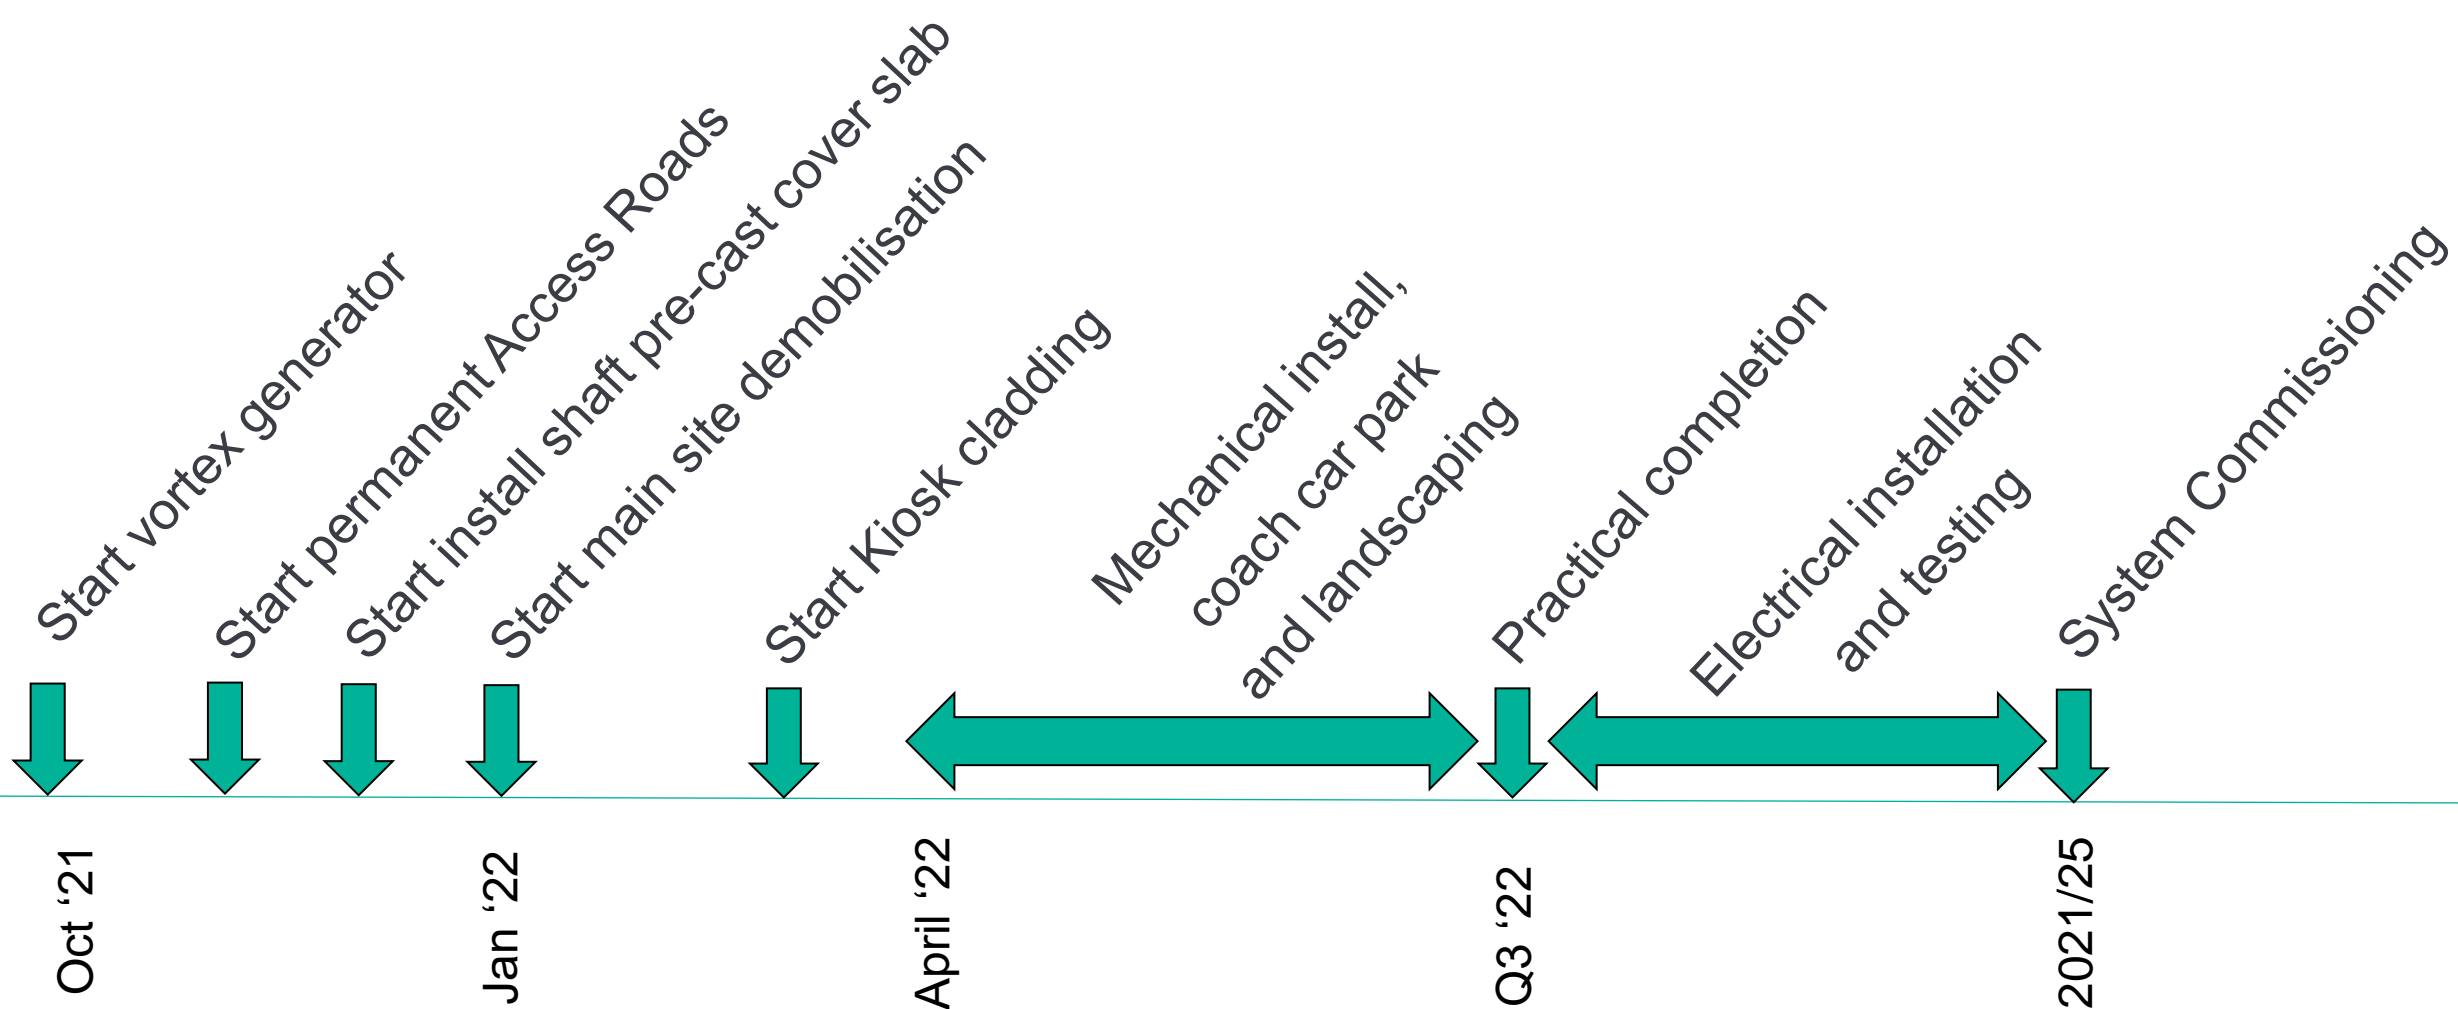 Start vortex generator
Start permanent Access Roads
Start install shaft pre-cast cover slab
Start main site demobilisation
Start Kiosk cladding
Mechanical install,
coach car park
and landscaping
Practical completion
Electrical installation
and testing
System Commissioning
Oct ‘21
Jan ‘22
April ‘22
Q3 ‘22
2021/25